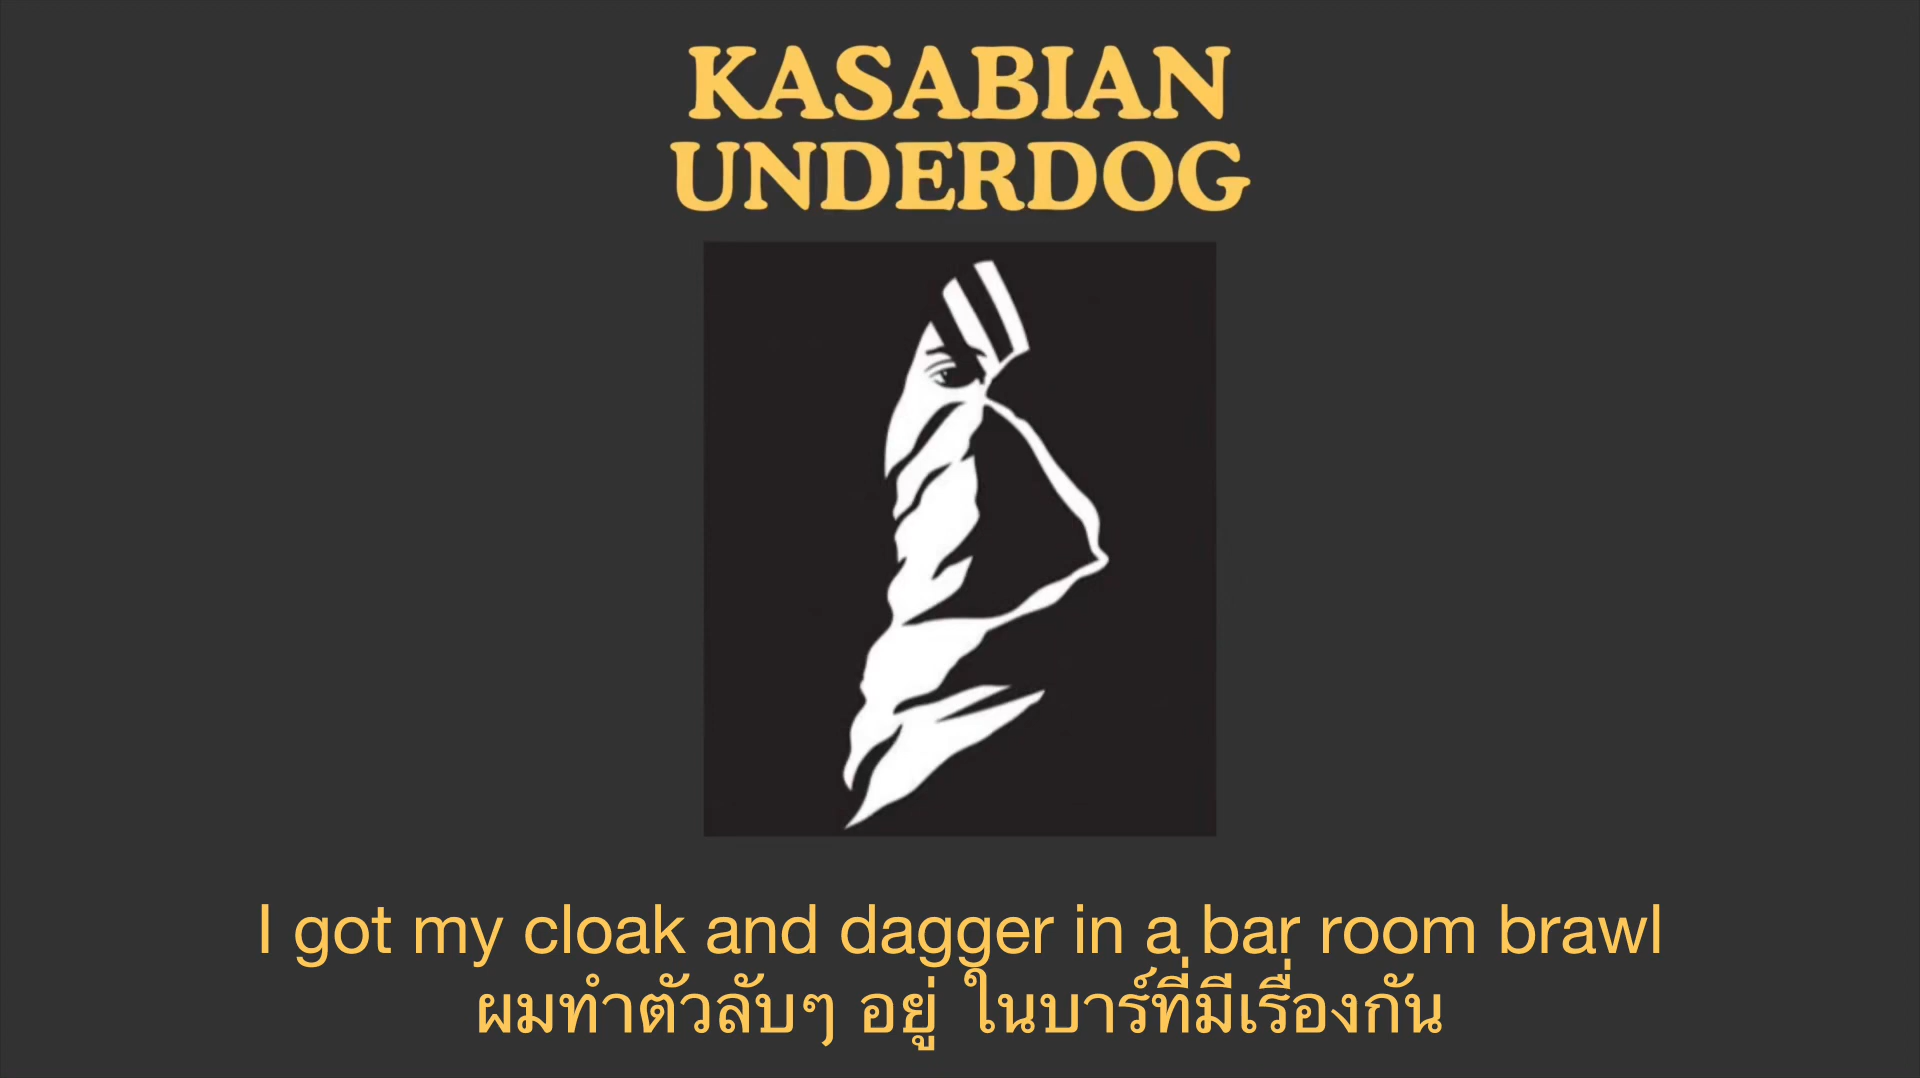 KASABIAN
UNDERDOG
I got my cloak and dagger in a bar room brawl
ผมทำตัวลับๆ อยู่ ในบาร์ที่มีเรื่องกัน